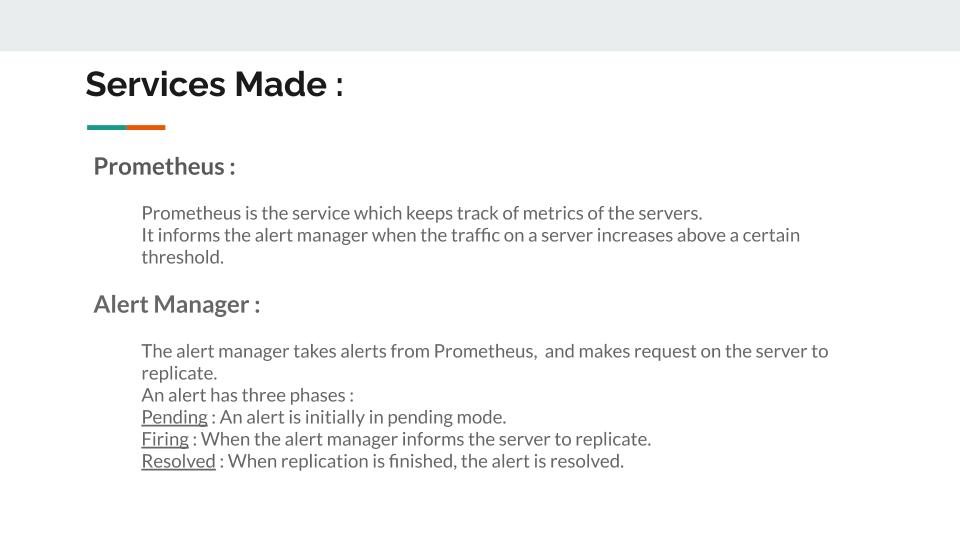 Services Made :
Prometheus :
Prometheus is the service which keeps track of metrics of the servers.
It informs the alert manager when the traffic on a server increases above a certain
threshold.
Alert Manager :
The alert manager takes alerts from Prometheus,  and makes request on the server to
replicate.
An alert has three phases :
Pending : An alert is initially in pending mode.
Firing : When the alert manager informs the server to replicate.
Resolved : When replication is finished, the alert is resolved.